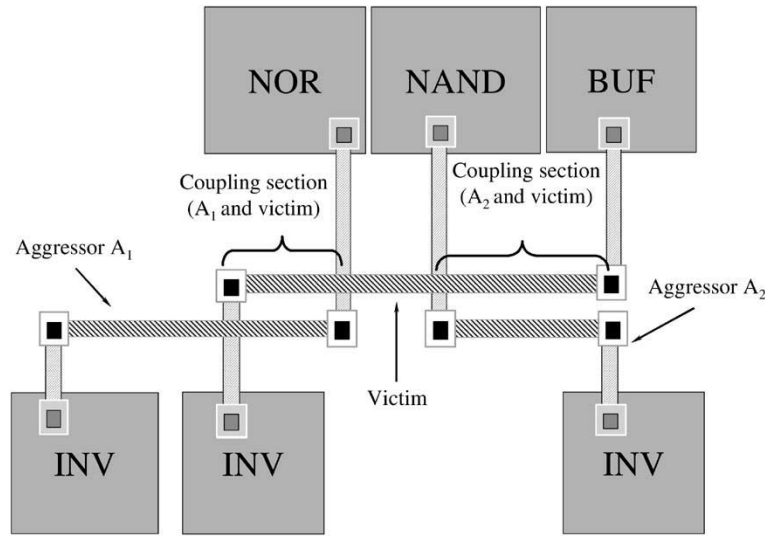 NOR NAND BUF
Coupling section
(A₁ and victim)
Coupling section
(A₂ and victim)
Aggressor A₁
Aggressor A₂
Victim
INV INV INV